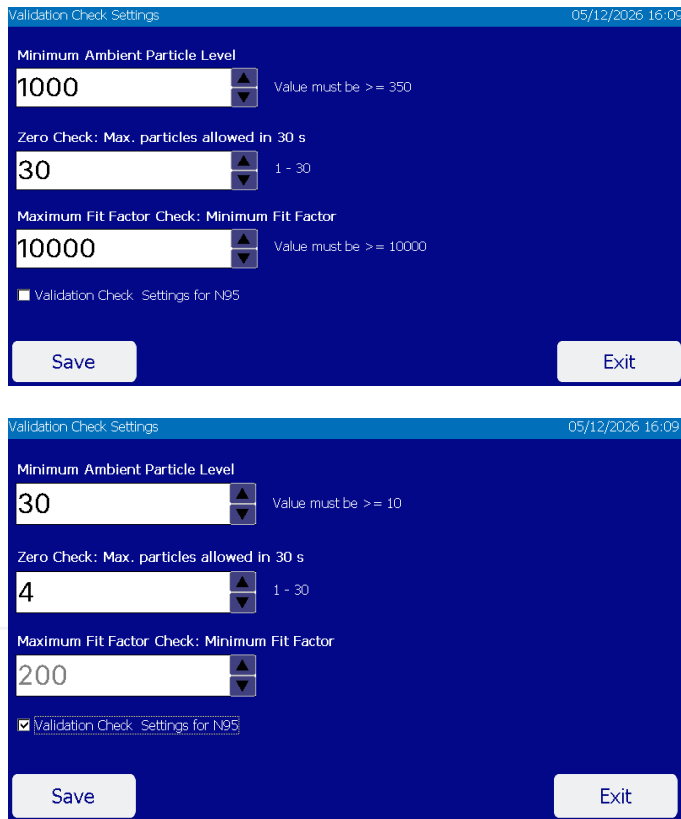 Validation Check Settings 05/12/2026 16:09
Minimum Ambient Particle Level
1000 Value must be >= 350
Zero Check: Max. particles allowed in 30 s
30 1 - 30
Maximum Fit Factor Check: Minimum Fit Factor
10000 Value must be >= 10000
Validation Check Settings for N95
Save Exit
Validation Check Settings 05/12/2026 16:09
Minimum Ambient Particle Level
30 Value must be >= 10
Zero Check: Max. particles allowed in 30 s
4 1 - 30
Maximum Fit Factor Check: Minimum Fit Factor
200
Validation Check Settings for N95
Save Exit